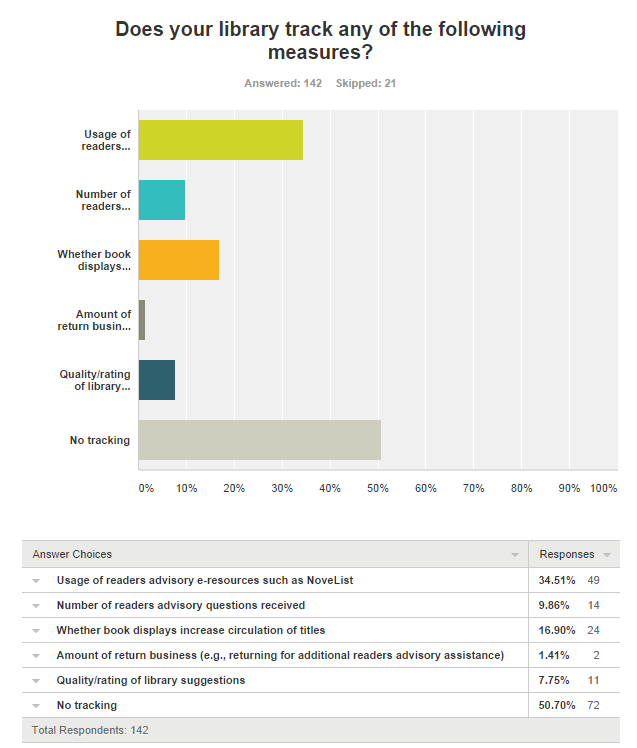 Does your library track any of the following
measures?
Answered: 142 Skipped: 21
Usage of
readers...
Number of
readers...
Whether book
displays...
Amount of
return busin...
Quality/rating
of library...
No tracking
0% 10% 20% 30% 40% 50% 60% 70% 80% 90% 100%
Answer Choices Responses
Usage of readers advisory e-resources such as NoveList 34.51% 49
Number of readers advisory questions received 9.86% 14
Whether book displays increase circulation of titles 16.90% 24
Amount of return business (e.g., returning for additional readers advisory assistance) 1.41% 2
Quality/rating of library suggestions 7.75% 11
No tracking 50.70% 72
Total Respondents: 142